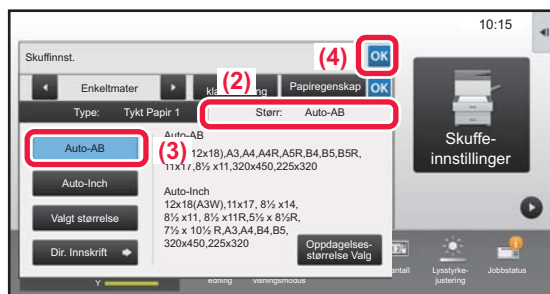 10:15
Skuffinnst.
(4)
OK
Enkeltmater
(2)
Papiregenskap
OK
Type: Tykt Papir 1
Størr: Auto-AB
Auto-AB
(3)
Auto-AB
12x18),A3,A4,A4R,A5R,B4,B5,B5R,
11x17,8½ x11,320x450,225x320
Auto-Inch
Auto-Inch
12x18(A3W),11x17, 8½ x14,
8½ x11, 8½ x11R,5½ x 8½R,
7½ x 10½ R,A3,A4,B4,B5,
320x450,225x320
Valgt størrelse
Dir. Innskrift
Oppdagelses-
størrelse Valg
Skuffe-
innstillinger
antall
Lysstyrke-
justering
Jobbstatus
Y
edning
visningsmodus